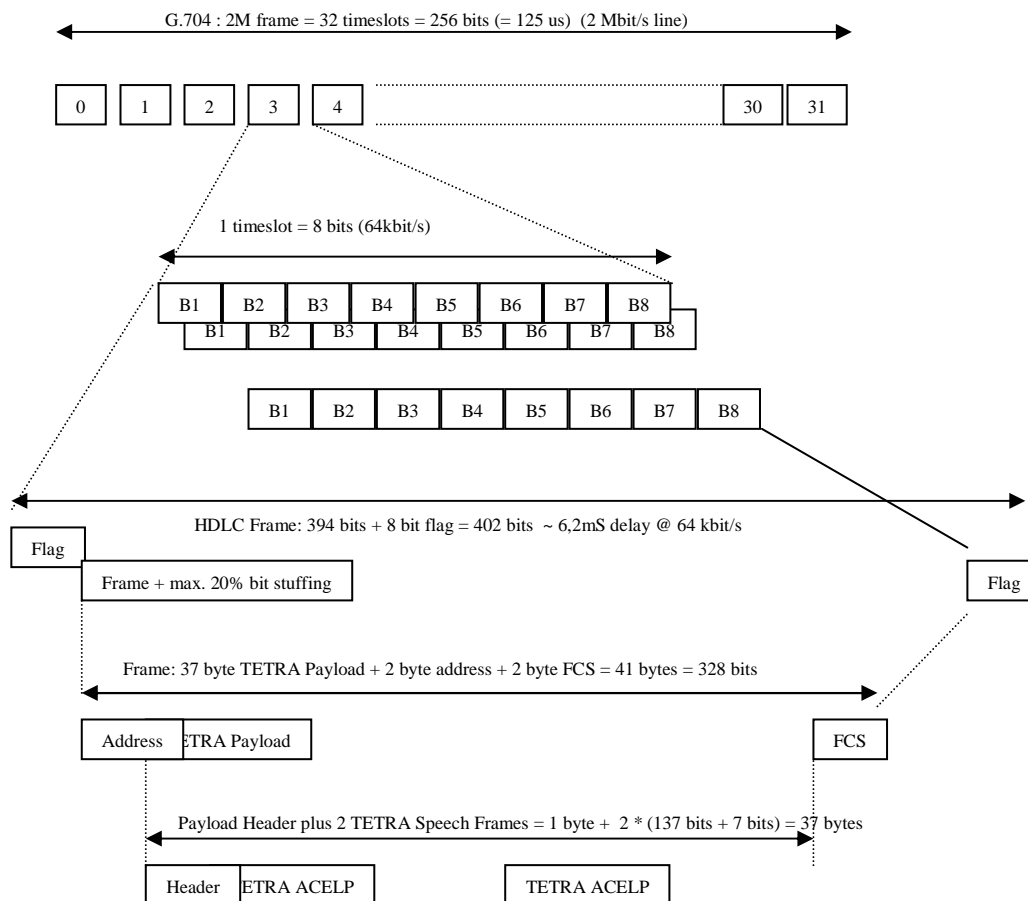 G.704 : 2M frame = 32 timeslots = 256 bits (= 125 us)  (2 Mbit/s line)
0 1 2 3 4 30 31
1 timeslot = 8 bits (64kbit/s)
B1 B2 B3 B4 B5 B6 B7 B8
B1 B2 B3 B4 B5 B6 B7 B8
B1 B2 B3 B4 B5 B6 B7 B8
HDLC Frame: 394 bits + 8 bit flag = 402 bits  ~ 6,2mS delay @ 64 kbit/s
Flag
Frame + max. 20% bit stuffing Flag
Frame: 37 byte TETRA Payload + 2 byte address + 2 byte FCS = 41 bytes = 328 bits
Address ETRA Payload FCS
Payload Header plus 2 TETRA Speech Frames = 1 byte +  2 * (137 bits + 7 bits) = 37 bytes
Header ETRA ACELP TETRA ACELP